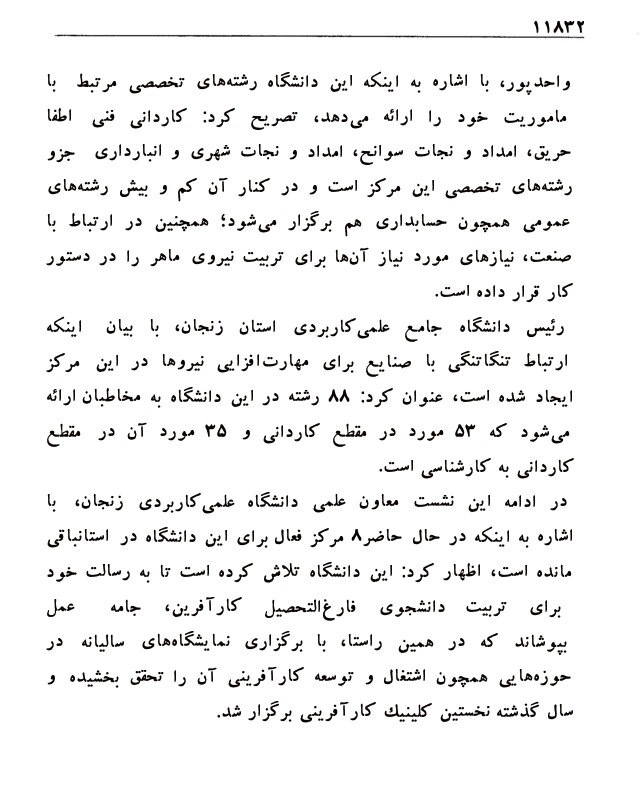 ۱۱۸۳۲
واحدپور، با اشاره به اینکه این دانشگاه رشته‌های تخصصی مرتبط با
ماموریت خود را ارائه می‌دهد، تصریح کرد: کاردانی فنی اطفا
حریق، امداد و نجات سوانح، امداد و نجات شهری و انبارداری جزو
رشته‌های تخصصی این مرکز است و در کنار آن کم و بیش رشته‌های
عمومی همچون حسابداری هم برگزار می‌شود؛ همچنین در ارتباط با
صنعت، نیازهای مورد نیاز آن‌ها برای تربیت نیروی ماهر را در دستور
کار قرار داده است.
رئیس دانشگاه جامع علمی‌کاربردی استان زنجان، با بیان اینکه
ارتباط تنگاتنگی با صنایع برای مهارت‌افزایی نیروها در این مرکز
ایجاد شده است، عنوان کرد: ۸۸ رشته در این دانشگاه به مخاطبان ارائه
می‌شود که ۵۳ مورد در مقطع کاردانی و ۳۵ مورد آن در مقطع
کاردانی به کارشناسی است.
در ادامه این نشست معاون علمی دانشگاه علمی‌کاربردی زنجان، با
اشاره به اینکه در حال حاضر۸ مرکز فعال برای این دانشگاه در استانباقی
مانده است، اظهار کرد: این دانشگاه تلاش کرده است تا به رسالت خود
برای تربیت دانشجوی فارغ‌التحصیل کارآفرین، جامه عمل
بپوشاند که در همین راستا، با برگزاری نمایشگاه‌های سالیانه در
حوزه‌هایی همچون اشتغال و توسعه کارآفرینی آن را تحقق بخشیده و
سال گذشته نخستین کلینیك کارآفرینی برگزار شد.